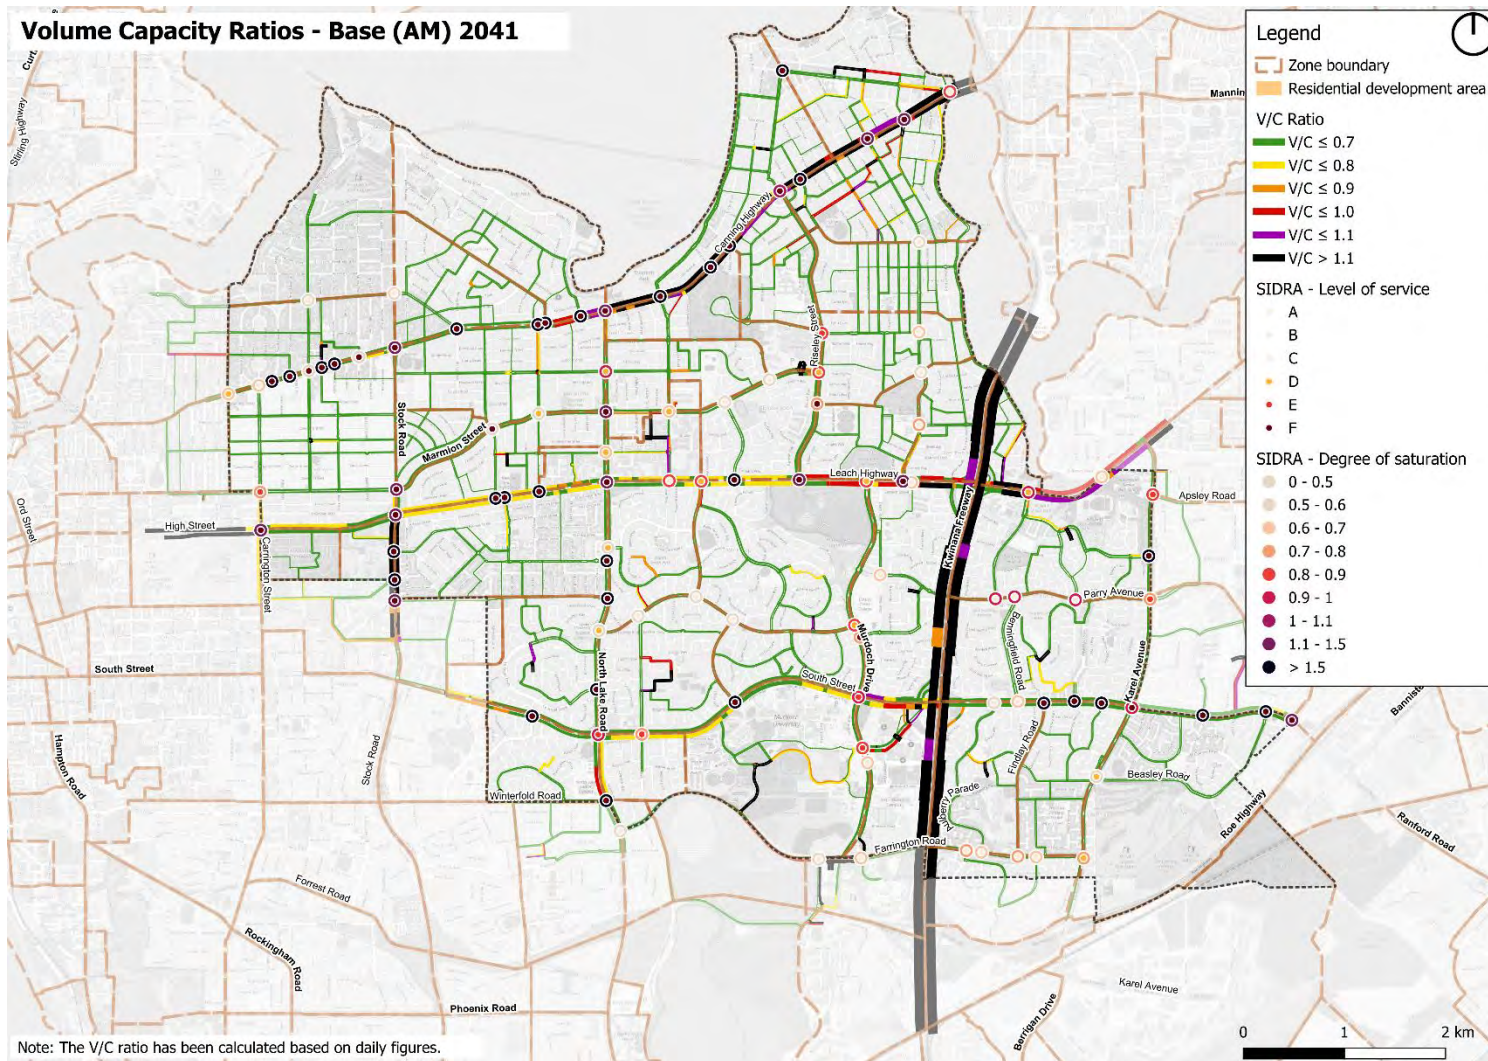 Volume Capacity Ratios - Base (AM) 2041
Legend
Zone boundary
Residential development area
V/C Ratio
V/C ≤ 0.7
V/C ≤ 0.8
V/C ≤ 0.9
V/C ≤ 1.0
V/C ≤ 1.1
V/C > 1.1
SIDRA - Level of service
A
B
C
D
E
F
SIDRA - Degree of saturation
0 - 0.5
0.5 - 0.6
0.6 - 0.7
0.7 - 0.8
0.8 - 0.9
0.9 - 1
1 - 1.1
1.1 - 1.5
> 1.5
Stirling Highway
Canning Highway
Riseley Street
Stock Road
Marmion Street
Leach Highway
Kwinana Freeway
Apsley Road
Ord Street
High Street
Carrington Street
Parry Avenue
Benningfield Road
Murdoch Drive
South Street
South Street
North Lake Road
Karel Avenue
Findlay Road
Hampton Road
Stock Road
Winterfold Road
Beasley Road
Roe Highway
Ranford Road
Farrington Road
Forrest Road
Rockingham Road
Phoenix Road
Karel Avenue
Berrigan Drive
0 1 2 km
Note: The V/C ratio has been calculated based on daily figures.